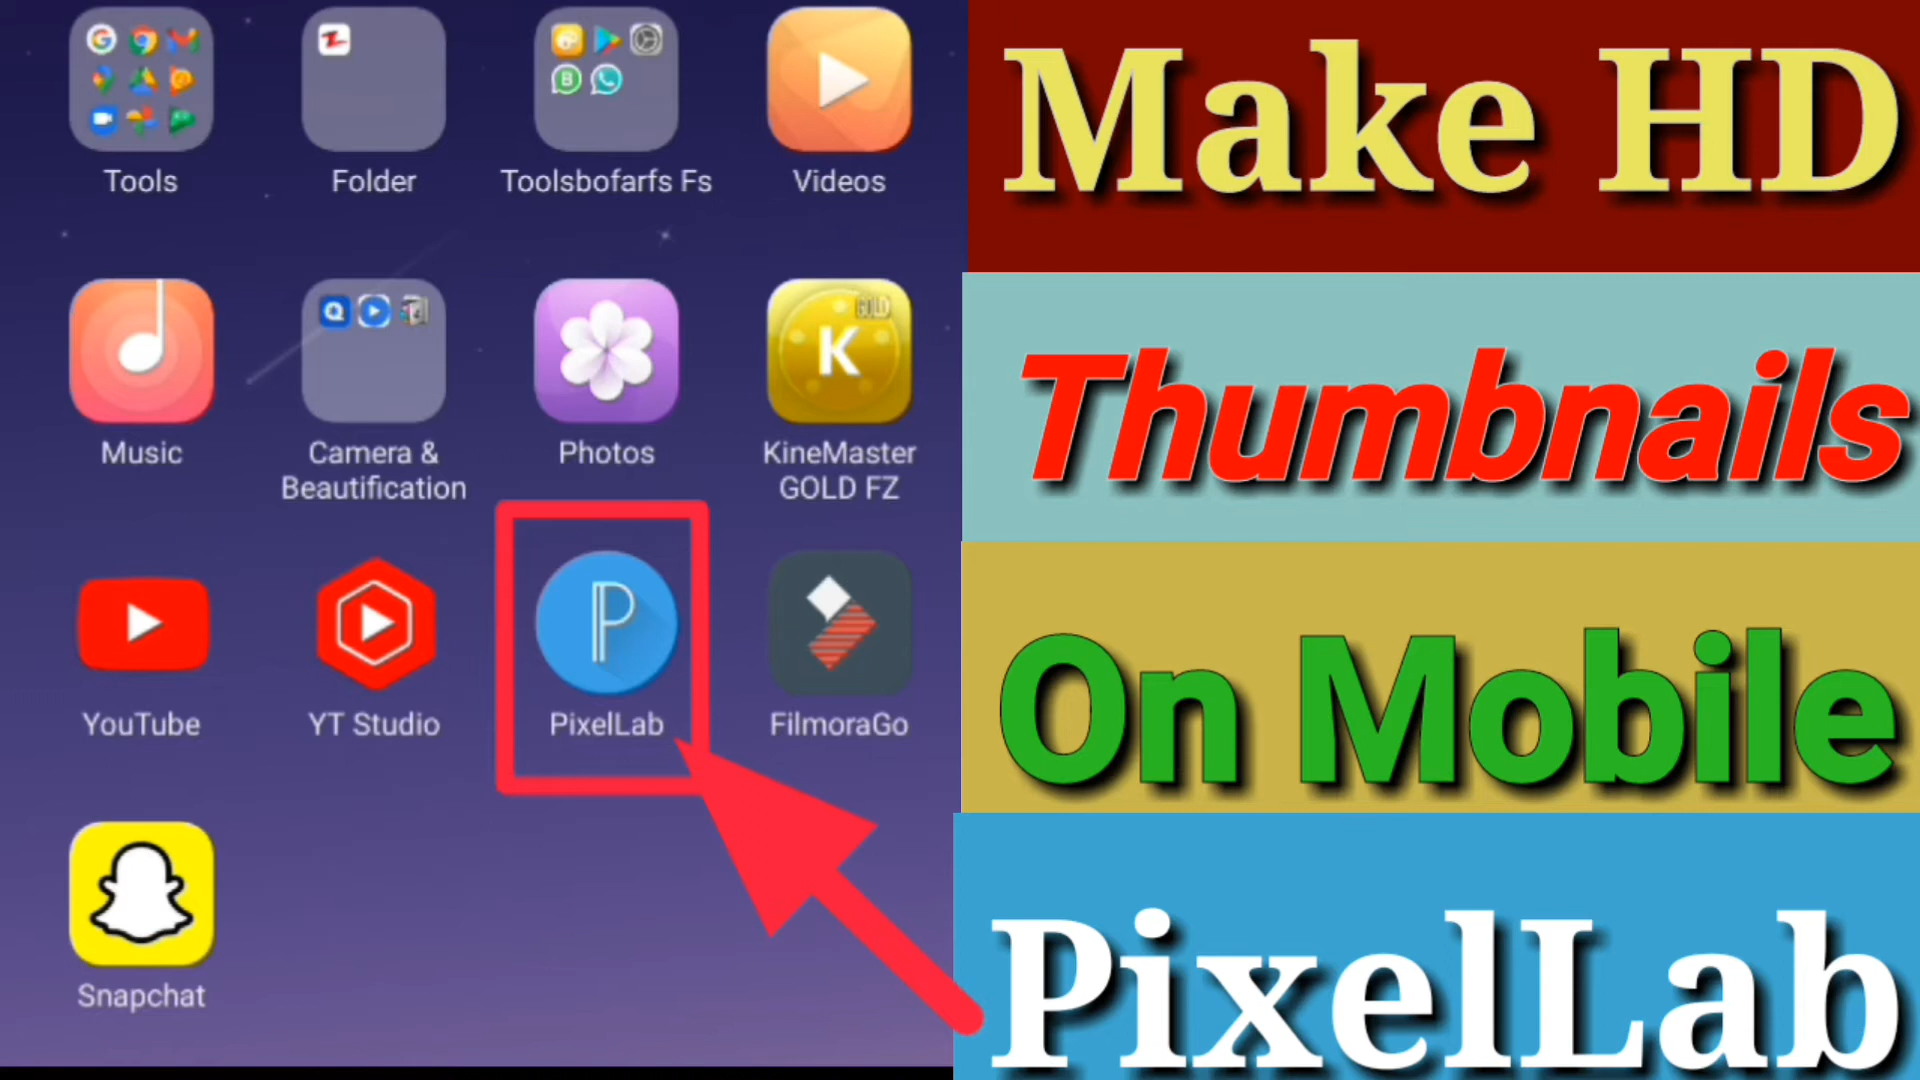 Tools
Folder
Toolsbofarfs Fs
Videos
Music
Camera &
Beautification
Photos
GOLD
K
KineMaster
GOLD FZ
YouTube
YT Studio
P
PixelLab
FilmoraGo
Snapchat
Make HD
Thumbnails
On Mobile
PixelLab